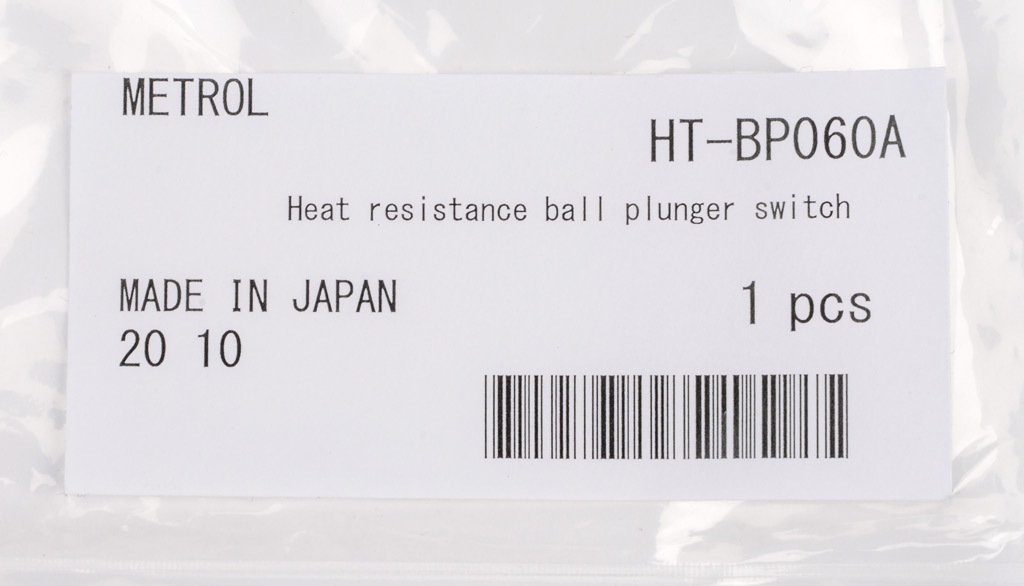 METROL
HT-BP060A
Heat resistance ball plunger switch
MADE IN JAPAN
1 pcs
20 10